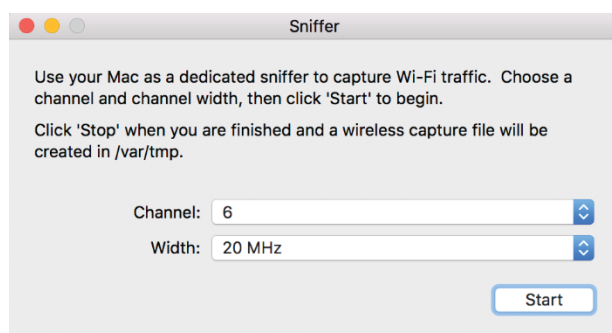 Sniffer
Use your Mac as a dedicated sniffer to capture Wi-Fi traffic.  Choose a
channel and channel width, then click 'Start' to begin.
Click 'Stop' when you are finished and a wireless capture file will be
created in /var/tmp.
Channel: 6
Width: 20 MHz
Start